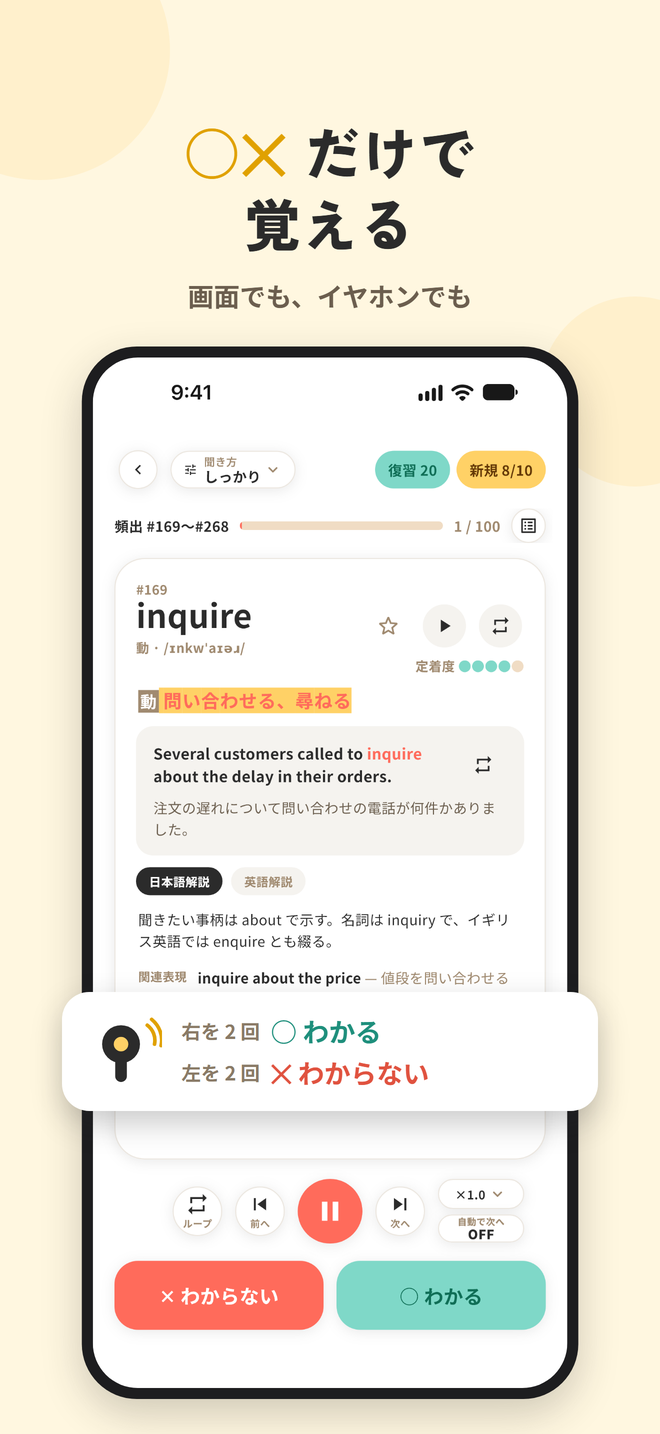 ○× だけで
覚える
画面でも、イヤホンでも
9:41
聞き方
しっかり
復習 20
新規 8/10
頻出 #169〜#268
1 / 100
#169
inquire
動・/ɪnkwˈaɪəɹ/
定着度
動 問い合わせる、尋ねる
Several customers called to inquire
about the delay in their orders.
注文の遅れについて問い合わせの電話が何件かありま
した。
日本語解説
英語解説
聞きたい事柄は about で示す。名詞は inquiry で、イギリ
ス英語では enquire とも綴る。
関連表現 inquire about the price — 値段を問い合わせる
右を 2 回 ○ わかる
左を 2 回 × わからない
ループ
前へ
次へ
×1.0
自動で次へ
OFF
× わからない
○ わかる